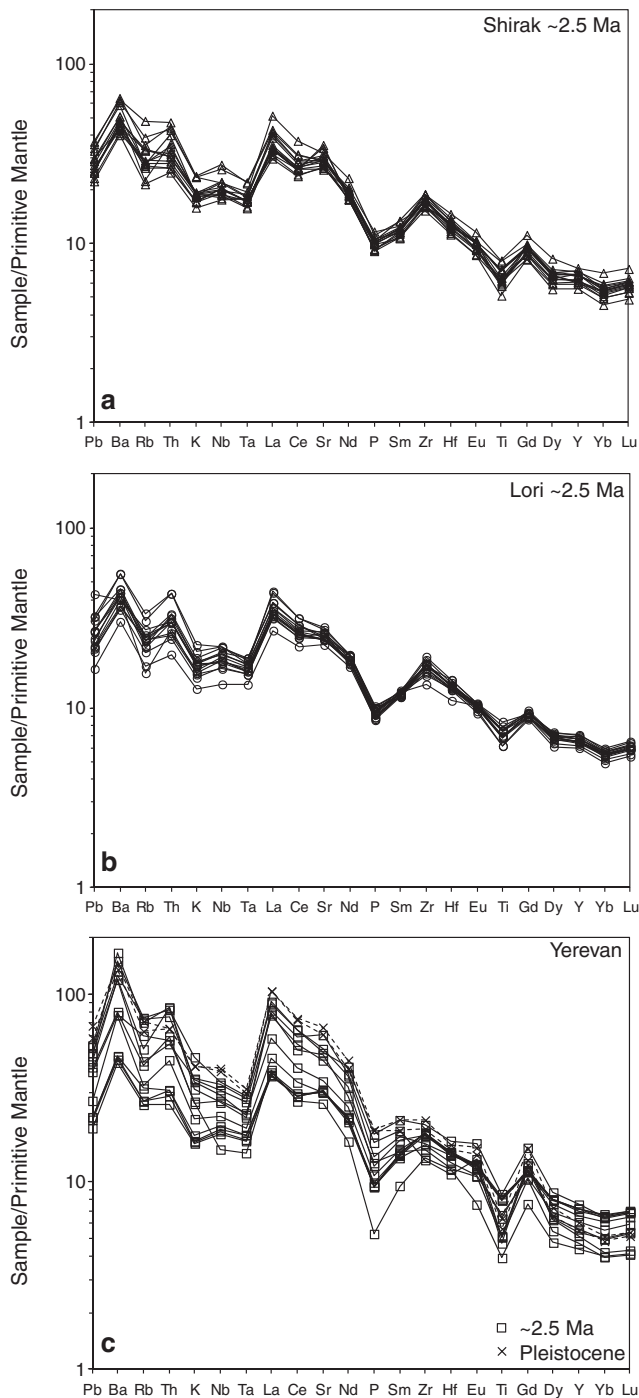 Shirak ~2.5 Ma
100
10
1
Sample/Primitive Mantle
a
Pb Ba Rb Th K Nb Ta La Ce Sr Nd P Sm Zr Hf Eu Ti Gd Dy Y Yb Lu
Lori ~2.5 Ma
100
10
1
Sample/Primitive Mantle
b
Pb Ba Rb Th K Nb Ta La Ce Sr Nd P Sm Zr Hf Eu Ti Gd Dy Y Yb Lu
Yerevan
100
10
1
Sample/Primitive Mantle
~2.5 Ma
Pleistocene
c
Pb Ba Rb Th K Nb Ta La Ce Sr Nd P Sm Zr Hf Eu Ti Gd Dy Y Yb Lu